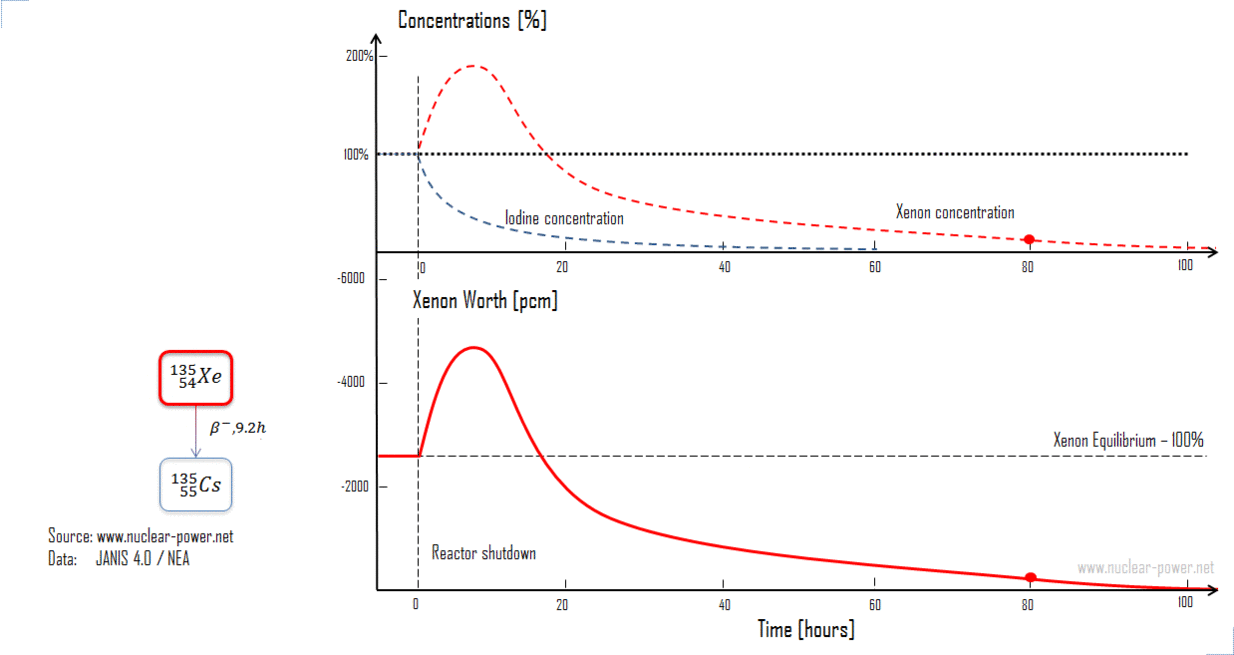 Concentrations [%]
200%
100%
Iodine concentration
Xenon concentration
0
20
40
60
80
100
-6000
Xenon Worth [pcm]
-4000
-2000
Xenon Equilibrium – 100%
Reactor shutdown
www.nuclear-power.net
0
20
40
60
80
100
Time [hours]
135
54Xe
β⁻,9.2h
135
55Cs
Source: www.nuclear-power.net
Data: JANIS 4.0 / NEA